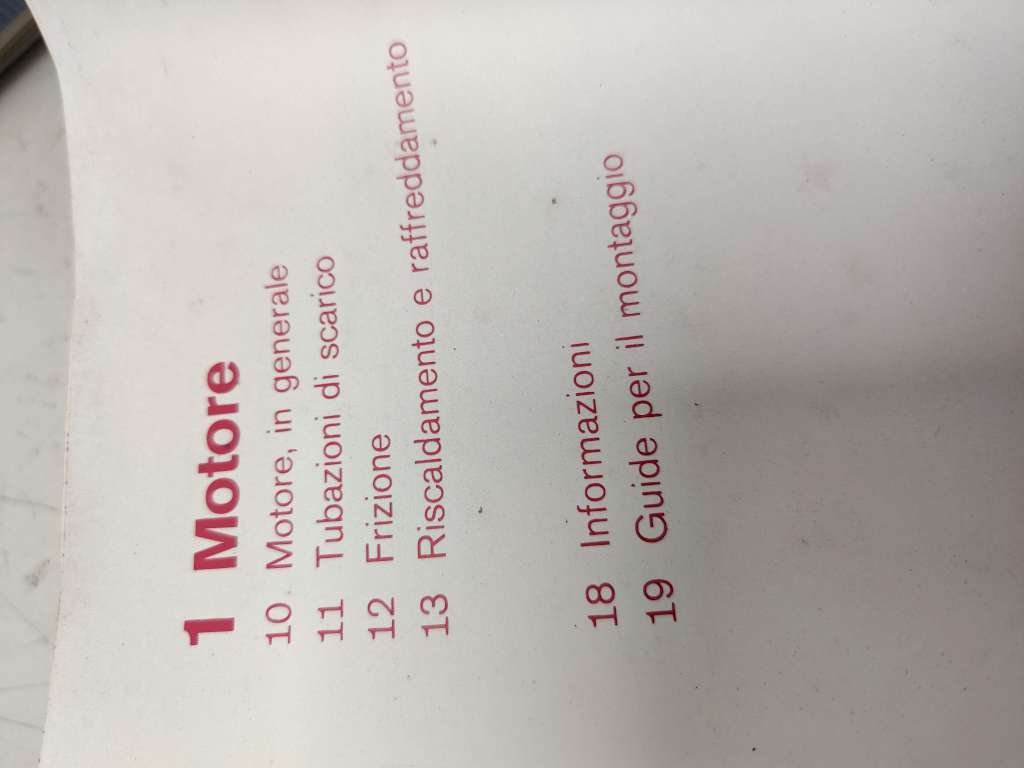 1 Motore
10 Motore, in generale
11 Tubazioni di scarico
12 Frizione
13 Riscaldamento e raffreddamento
18 Informazioni
19 Guide per il montaggio